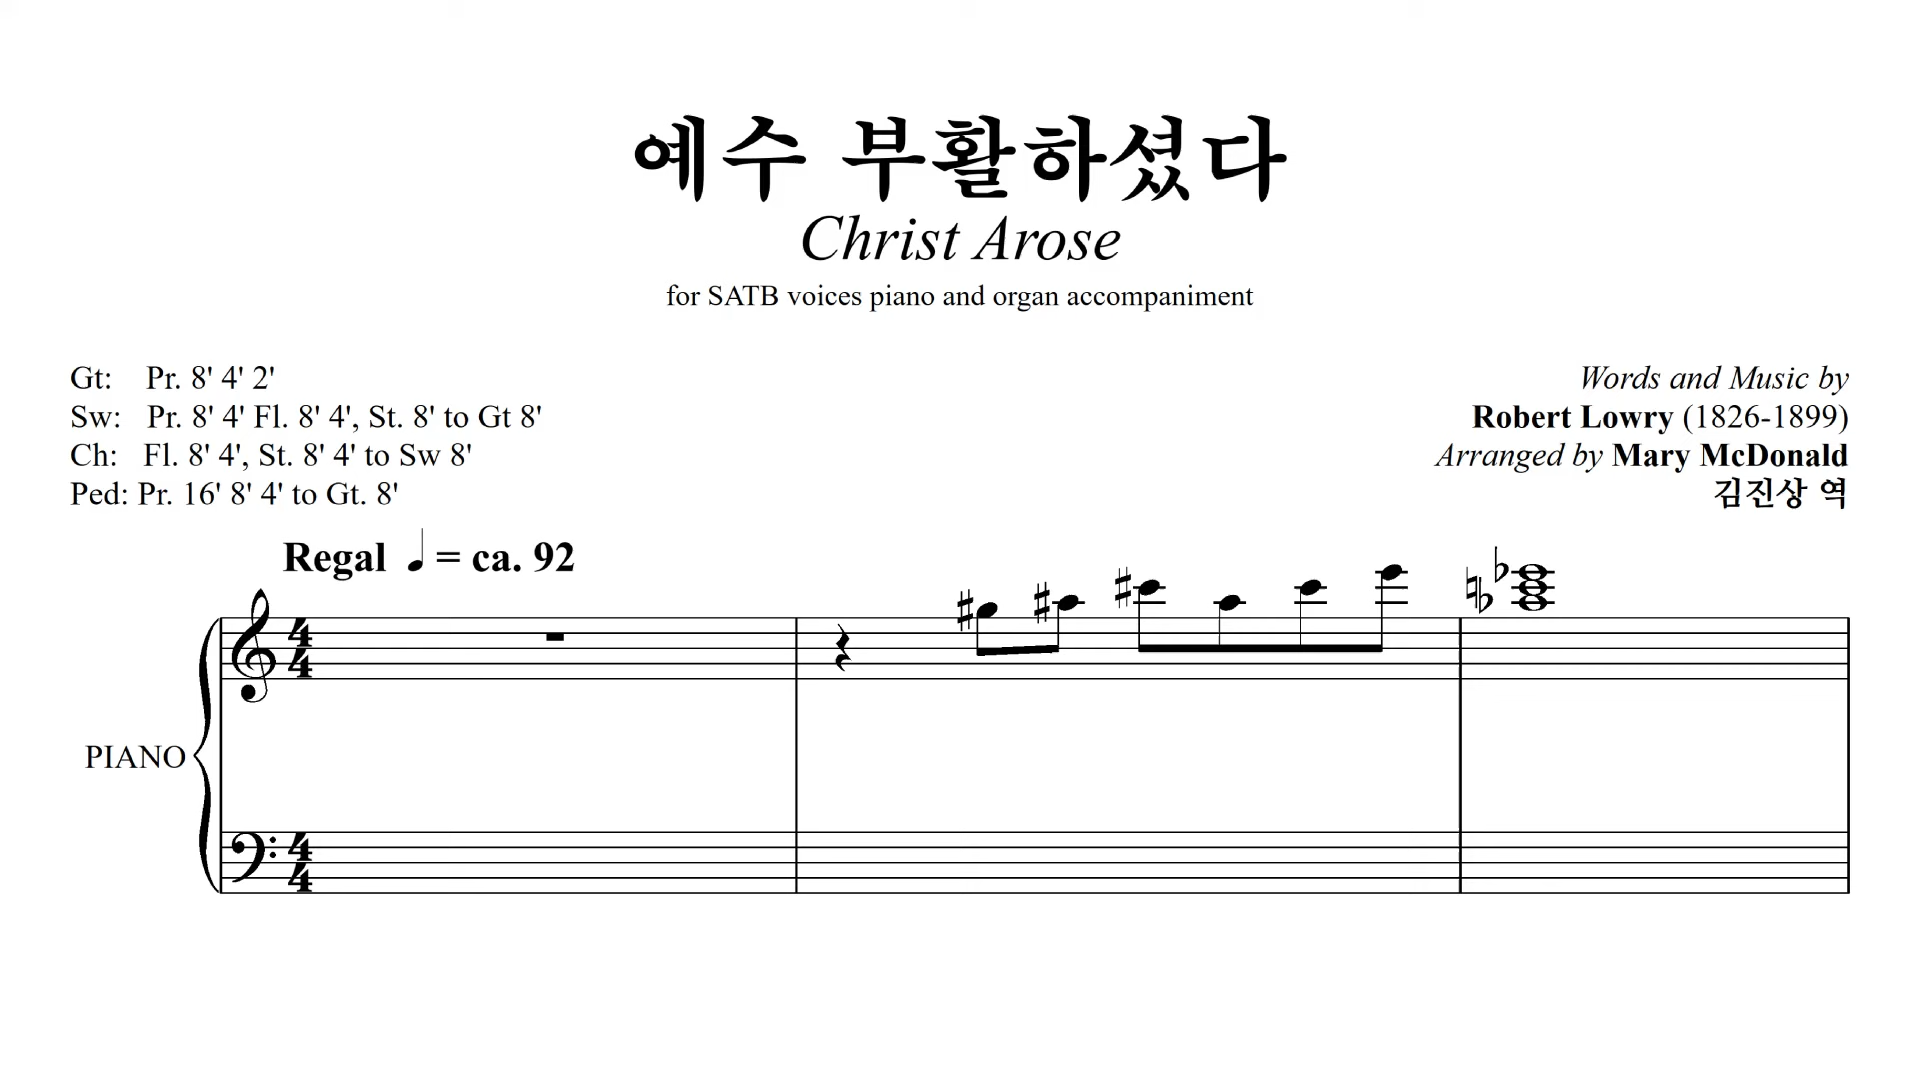 예수 부활하셨다
Christ Arose
for SATB voices piano and organ accompaniment
Gt: Pr. 8' 4' 2'
Sw: Pr. 8' 4' Fl. 8' 4', St. 8' to Gt 8'
Ch: Fl. 8' 4', St. 8' 4' to Sw 8'
Ped: Pr. 16' 8' 4' to Gt. 8'
Words and Music by
Robert Lowry (1826-1899)
Arranged by Mary McDonald
김진상 역
Regal ♩ = ca. 92
PIANO